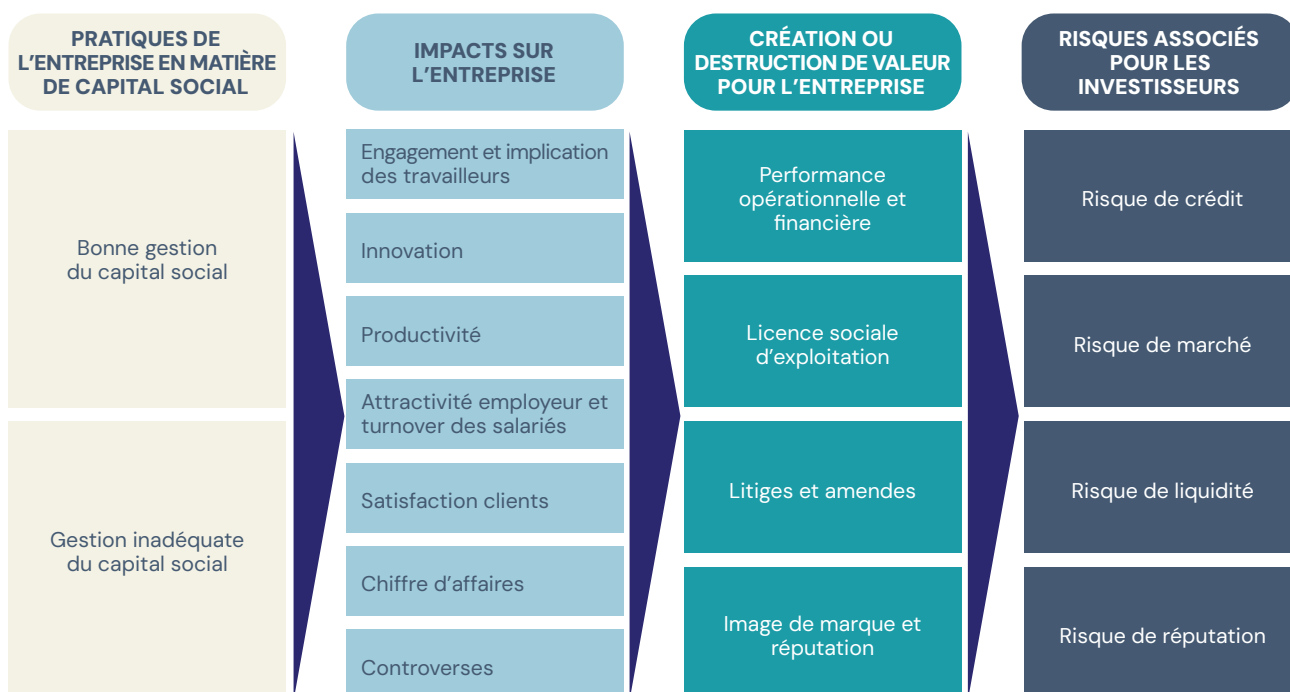 PRATIQUES DE
L’ENTREPRISE EN MATIÈRE
DE CAPITAL SOCIAL
Bonne gestion
du capital social
Gestion inadéquate
du capital social
IMPACTS SUR
L’ENTREPRISE
Engagement et implication
des travailleurs
Innovation
Productivité
Attractivité employeur et
turnover des salariés
Satisfaction clients
Chiffre d’affaires
Controverses
CRÉATION OU
DESTRUCTION DE VALEUR
POUR L’ENTREPRISE
Performance
opérationnelle et
financière
Licence sociale
d’exploitation
Litiges et amendes
Image de marque et
réputation
RISQUES ASSOCIÉS
POUR LES
INVESTISSEURS
Risque de crédit
Risque de marché
Risque de liquidité
Risque de réputation